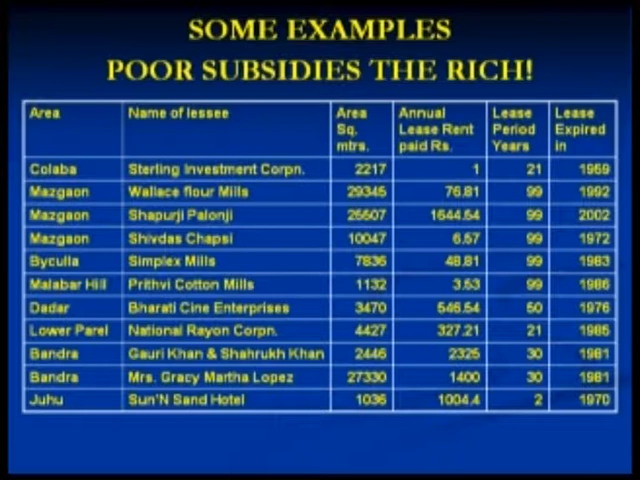 SOME EXAMPLES
POOR SUBSIDIES THE RICH!
Area Name of lessee Area Sq. mtrs. Annual Lease Rent paid Rs. Lease Period Years Lease Expired in
Colaba Sterling Investment Corpn. 2217 1 21 1969
Mazgaon Wallace flour Mills 29345 76.81 99 1992
Mazgaon Shapurji Palonji 1644.54 99 2002
Mazgaon Shivdas Chapsi 10047 6.57 99 1972
Byculla Simplex Mills 7836 48.81 99 1983
Malabar Hill Prithvi Cotton Mills 1132 3.53 99 1986
Dadar Bharati Cine Enterprises 3470 546.54 50 1976
Lower Parel National Rayon Corpn. 4427 327.21 21 1985
Bandra Gauri Khan & Shahrukh Khan 2446 2325 30 1981
Bandra Mrs. Gracy Martha Lopez 27330 1400 30 1981
Juhu Sun'N Sand Hotel 1036 1004.4 2 1970